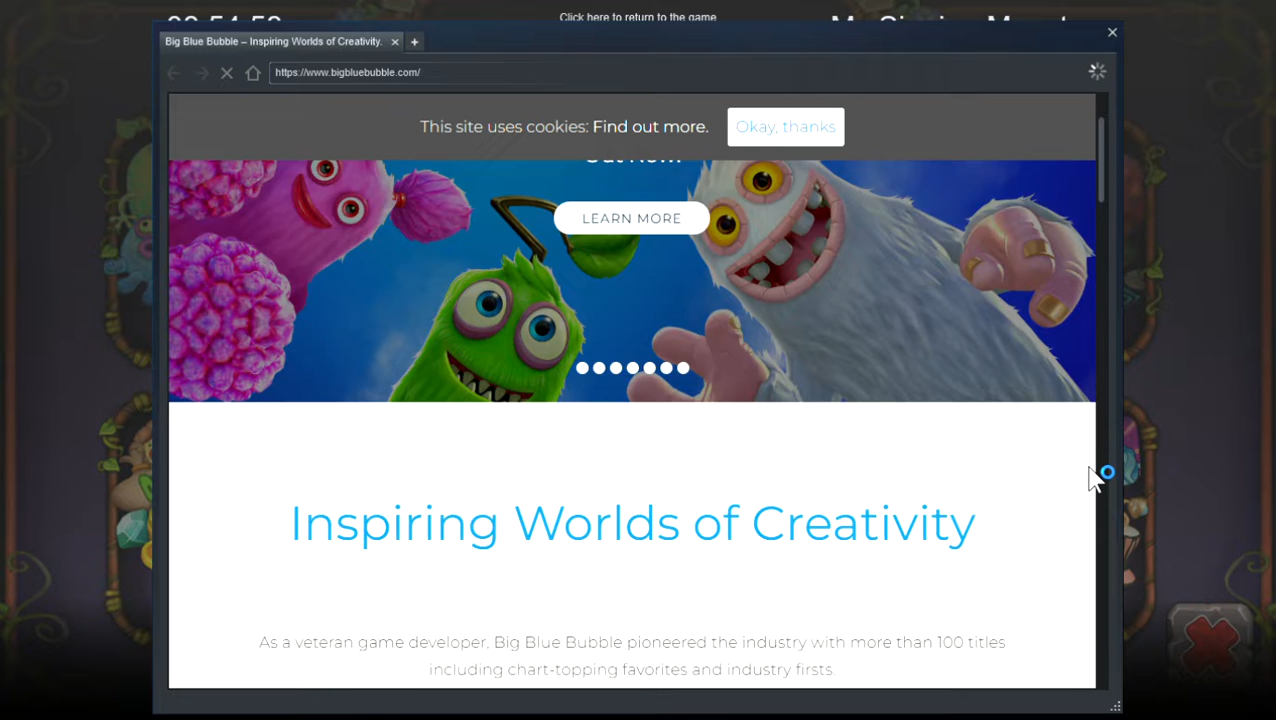 Click here to return to the game
Big Blue Bubble – Inspiring Worlds of Creativity.
https://www.bigbluebubble.com/
This site uses cookies: Find out more.
Okay, thanks
LEARN MORE
Inspiring Worlds of Creativity
As a veteran game developer, Big Blue Bubble pioneered the industry with more than 100 titles
including chart-topping favorites and industry firsts.